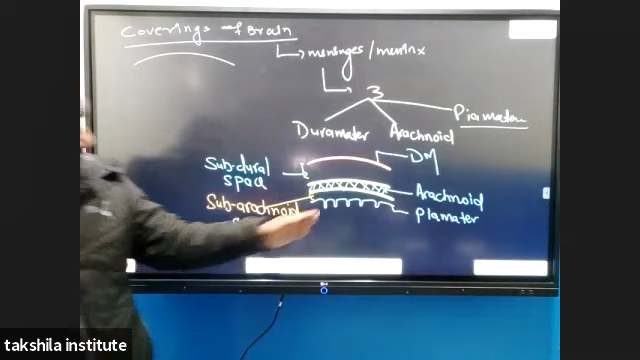 Coverings of Brain
meninges/meninx
3
Duramater
Arachnoid
Piamater
Sub-dural
space
DM
Arachnoid
Sub-arachnoid
Piamater
takshila institute